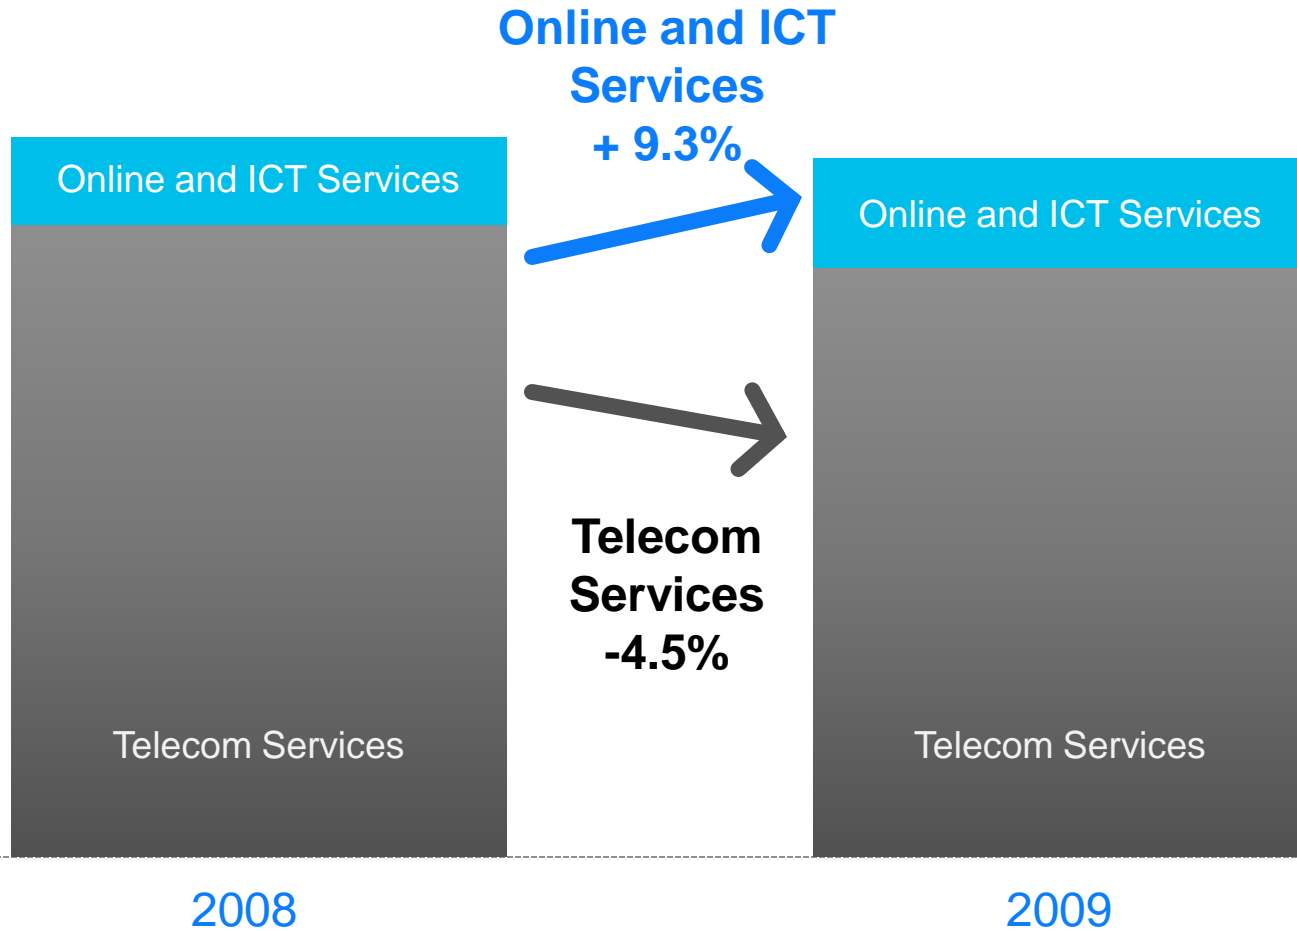 Online and ICT
Services
+ 9.3%
Online and ICT Services
Online and ICT Services
Telecom
Services
-4.5%
Telecom Services
Telecom Services
2008
2009